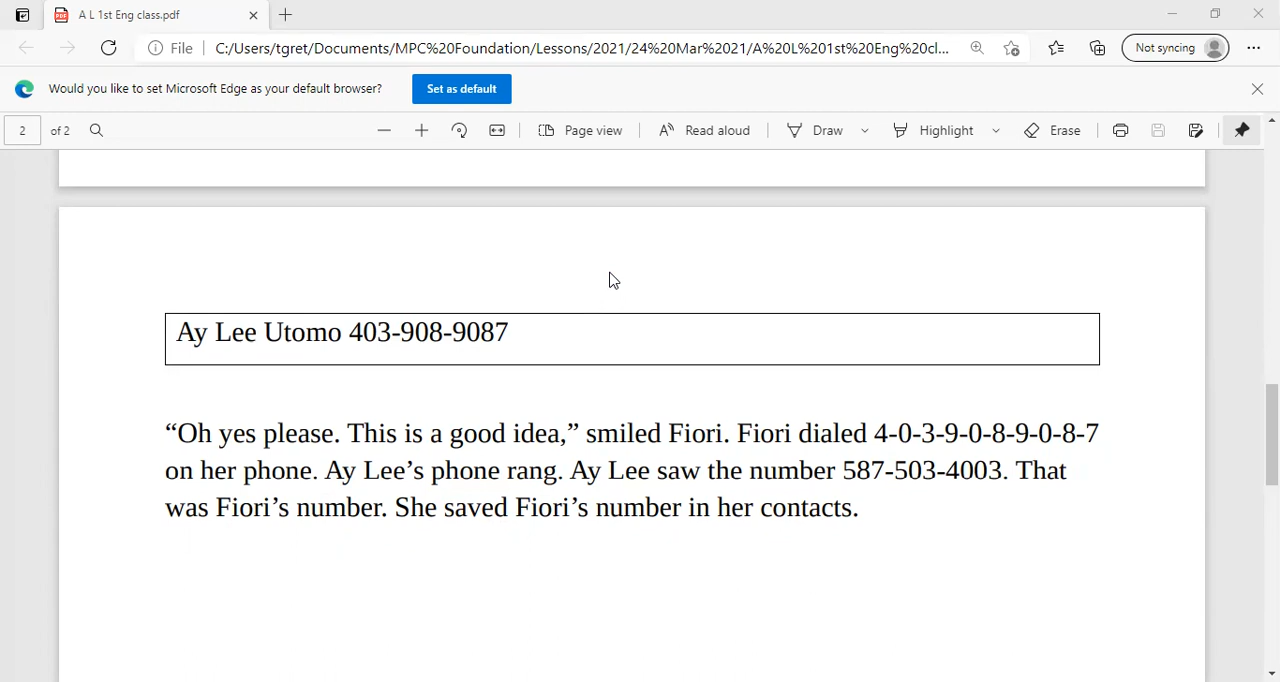 A L 1st Eng class.pdf
File C:/Users/tgret/Documents/MPC%20Foundation/Lessons/2021/24%20Mar%2021/A%20L%201st%20Eng%20cl... Not syncing
Would you like to set Microsoft Edge as your default browser? Set as default
2 of 2 Page view Read aloud Draw Highlight Erase
Ay Lee Utomo 403-908-9087
“Oh yes please. This is a good idea,” smiled Fiori. Fiori dialed 4-0-3-9-0-8-9-0-8-7
on her phone. Ay Lee’s phone rang. Ay Lee saw the number 587-503-4003. That
was Fiori’s number. She saved Fiori’s number in her contacts.